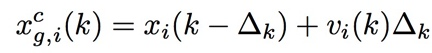 x^c_{g,i}(k) = x_i(k − Δ_k) + v_i(k)Δ_k